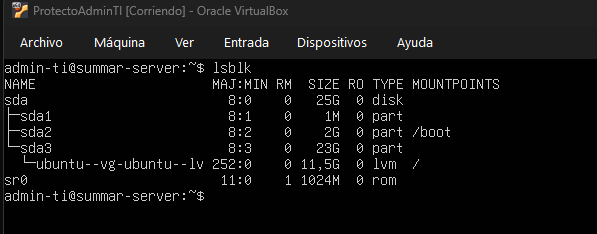 ProtectoAdminTI [Corriendo] - Oracle VirtualBox
Archivo Máquina Ver Entrada Dispositivos Ayuda
admin-ti@summar-server:~$ lsblk
NAME MAJ:MIN RM SIZE RO TYPE MOUNTPOINTS
sda 8:0 0 25G 0 disk
├─sda1 8:1 0 1M 0 part
├─sda2 8:2 0 2G 0 part /boot
└─sda3 8:3 0 23G 0 part
└─ubuntu--vg-ubuntu--lv 252:0 0 11,5G 0 lvm /
sr0 11:0 1 1024M 0 rom
admin-ti@summar-server:~$